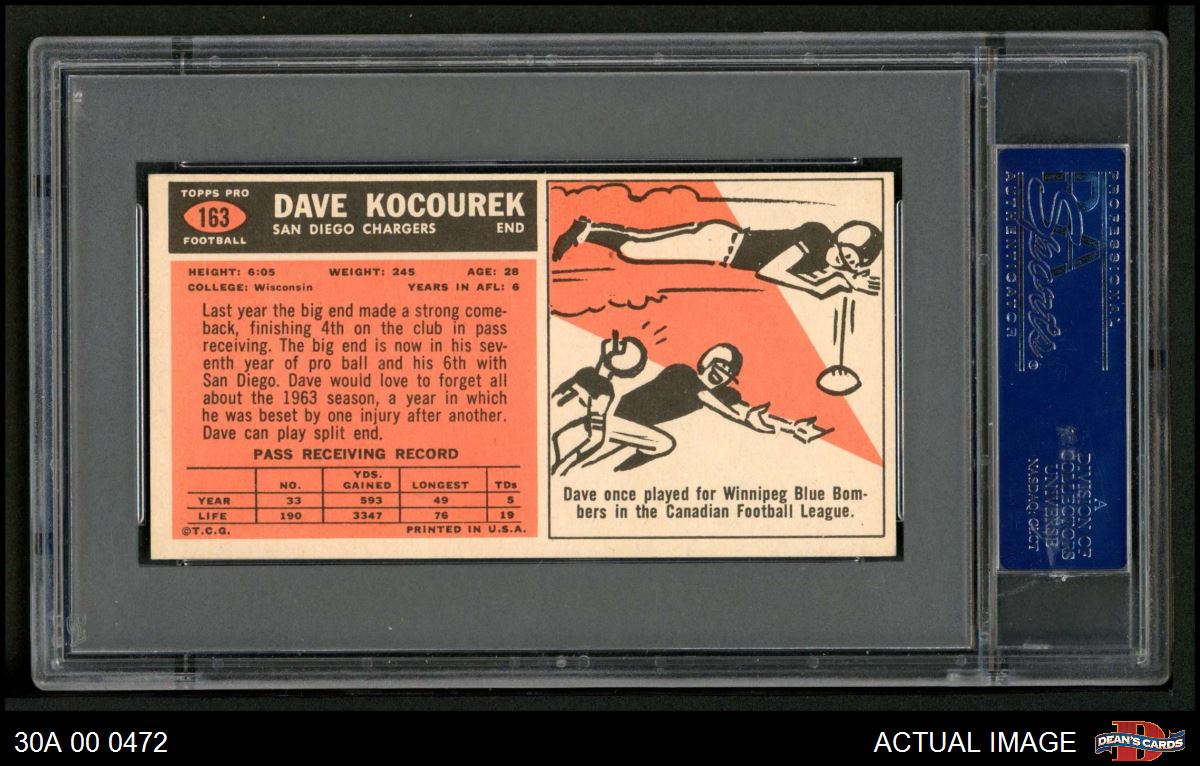 TOPPS PRO
163
FOOTBALL
DAVE KOCOUREK
SAN DIEGO CHARGERS END
HEIGHT: 6:05 WEIGHT: 245 AGE: 28
COLLEGE: Wisconsin YEARS IN AFL: 6
Last year the big end made a strong come-
back, finishing 4th on the club in pass
receiving. The big end is now in his sev-
enth year of pro ball and his 6th with
San Diego. Dave would love to forget all
about the 1963 season, a year in which
he was beset by one injury after another.
Dave can play split end.
PASS RECEIVING RECORD
NO. YDS. GAINED LONGEST TDs
YEAR 33 593 49 5
LIFE 190 3347 76 19
©T.C.G. PRINTED IN U.S.A.
Dave once played for Winnipeg Blue Bom-
bers in the Canadian Football League.
PROFESSIONAL
PSA
Sports
AUTHENTICATOR
A
DIVISION OF
COLLECTORS
UNIVERSE
NASDAQ: CLCT
30A 00 0472
ACTUAL IMAGE
D
DEAN'S CARDS